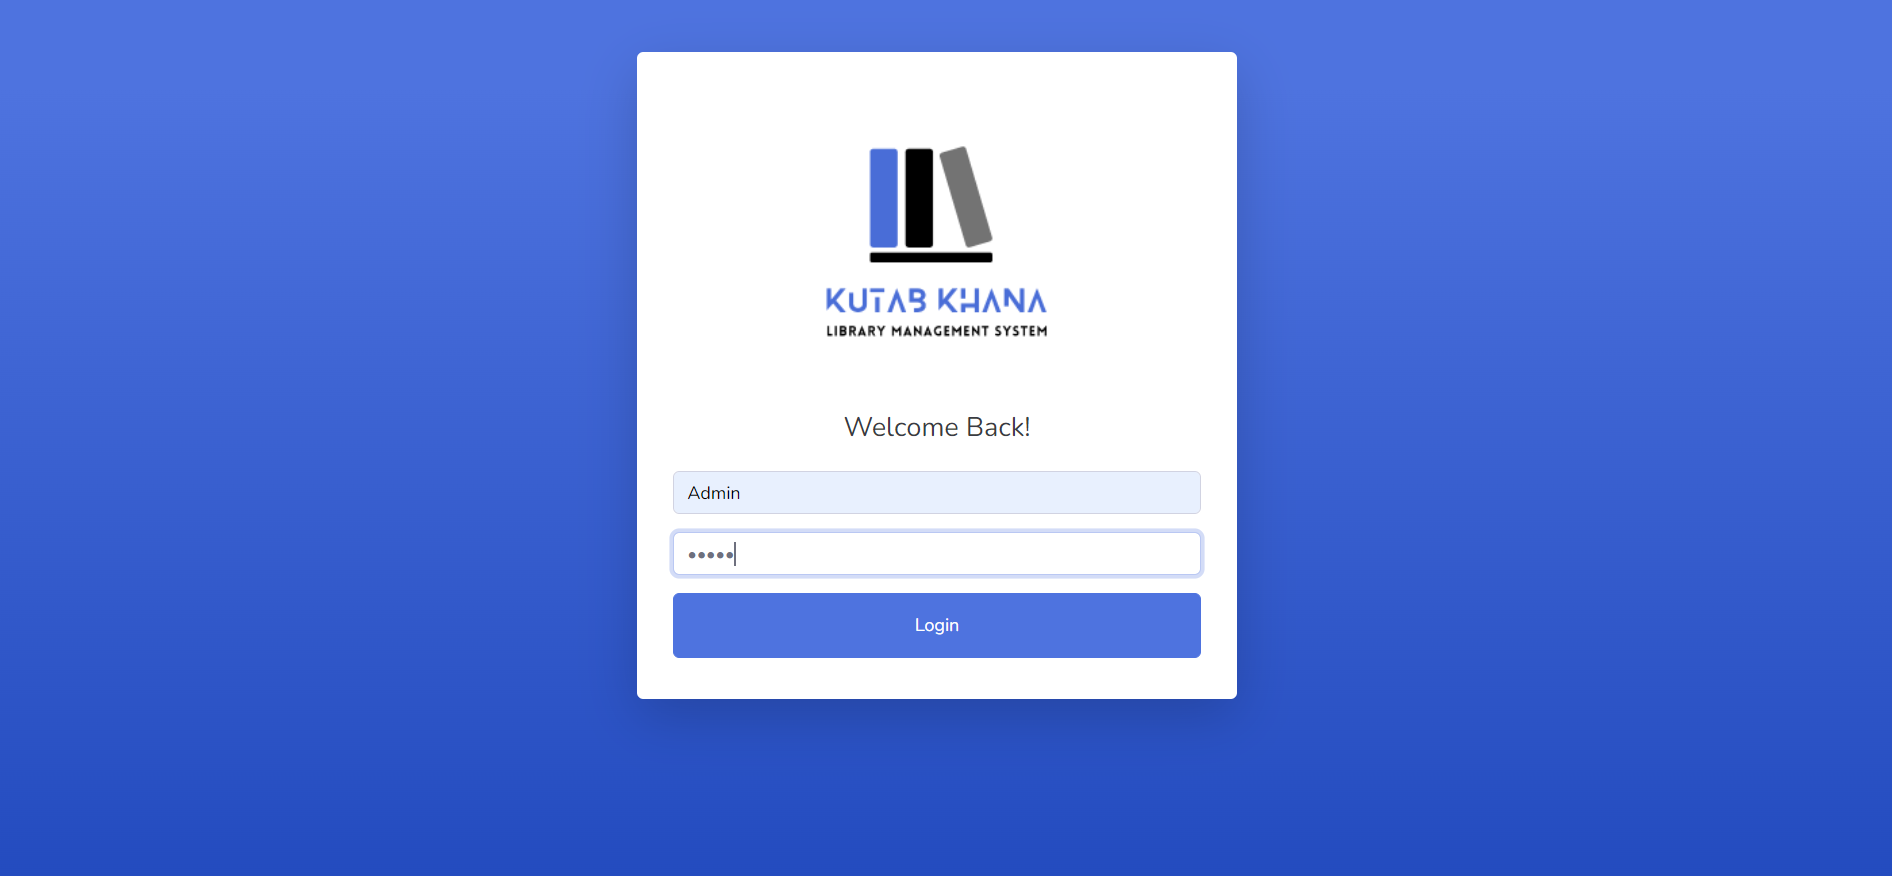 KUTAB KHANA
LIBRARY MANAGEMENT SYSTEM
Welcome Back!
Admin
•••••
Login